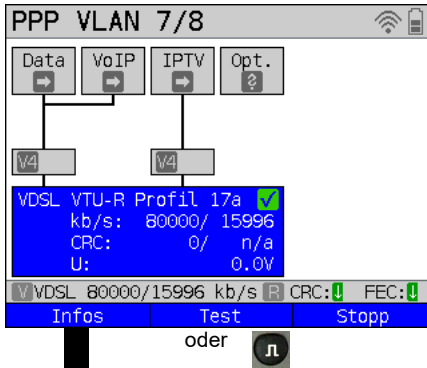 PPP VLAN 7/8
Data VoIP IPTV Opt.
V4 V4
VDSL VTU-R Profil 17a
kb/s: 80000/ 15996
CRC: 0/ n/a
U: 0.0V
V VDSL 80000/15996 kb/s R CRC: FEC:
Infos Test Stopp
oder